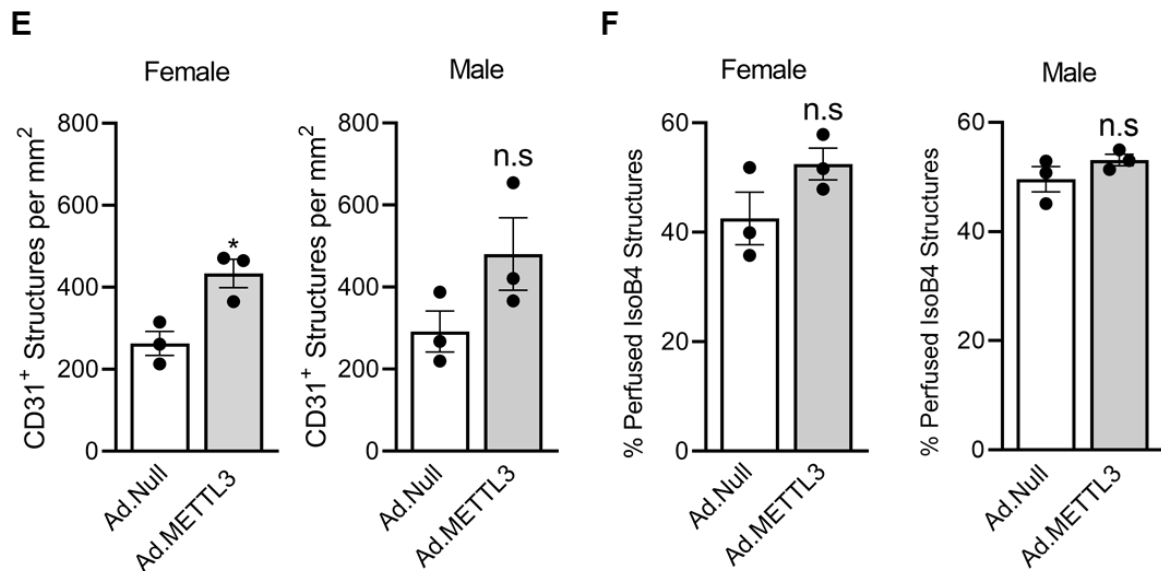 E
Female
CD31⁺ Structures per mm²
800
600
400
200
0
*
Ad.Null
Ad.METTL3
Male
CD31⁺ Structures per mm²
800
600
400
200
0
n.s
Ad.Null
Ad.METTL3
F
Female
% Perfused IsoB4 Structures
60
40
20
0
n.s
Ad.Null
Ad.METTL3
Male
% Perfused IsoB4 Structures
60
40
20
0
n.s
Ad.Null
Ad.METTL3